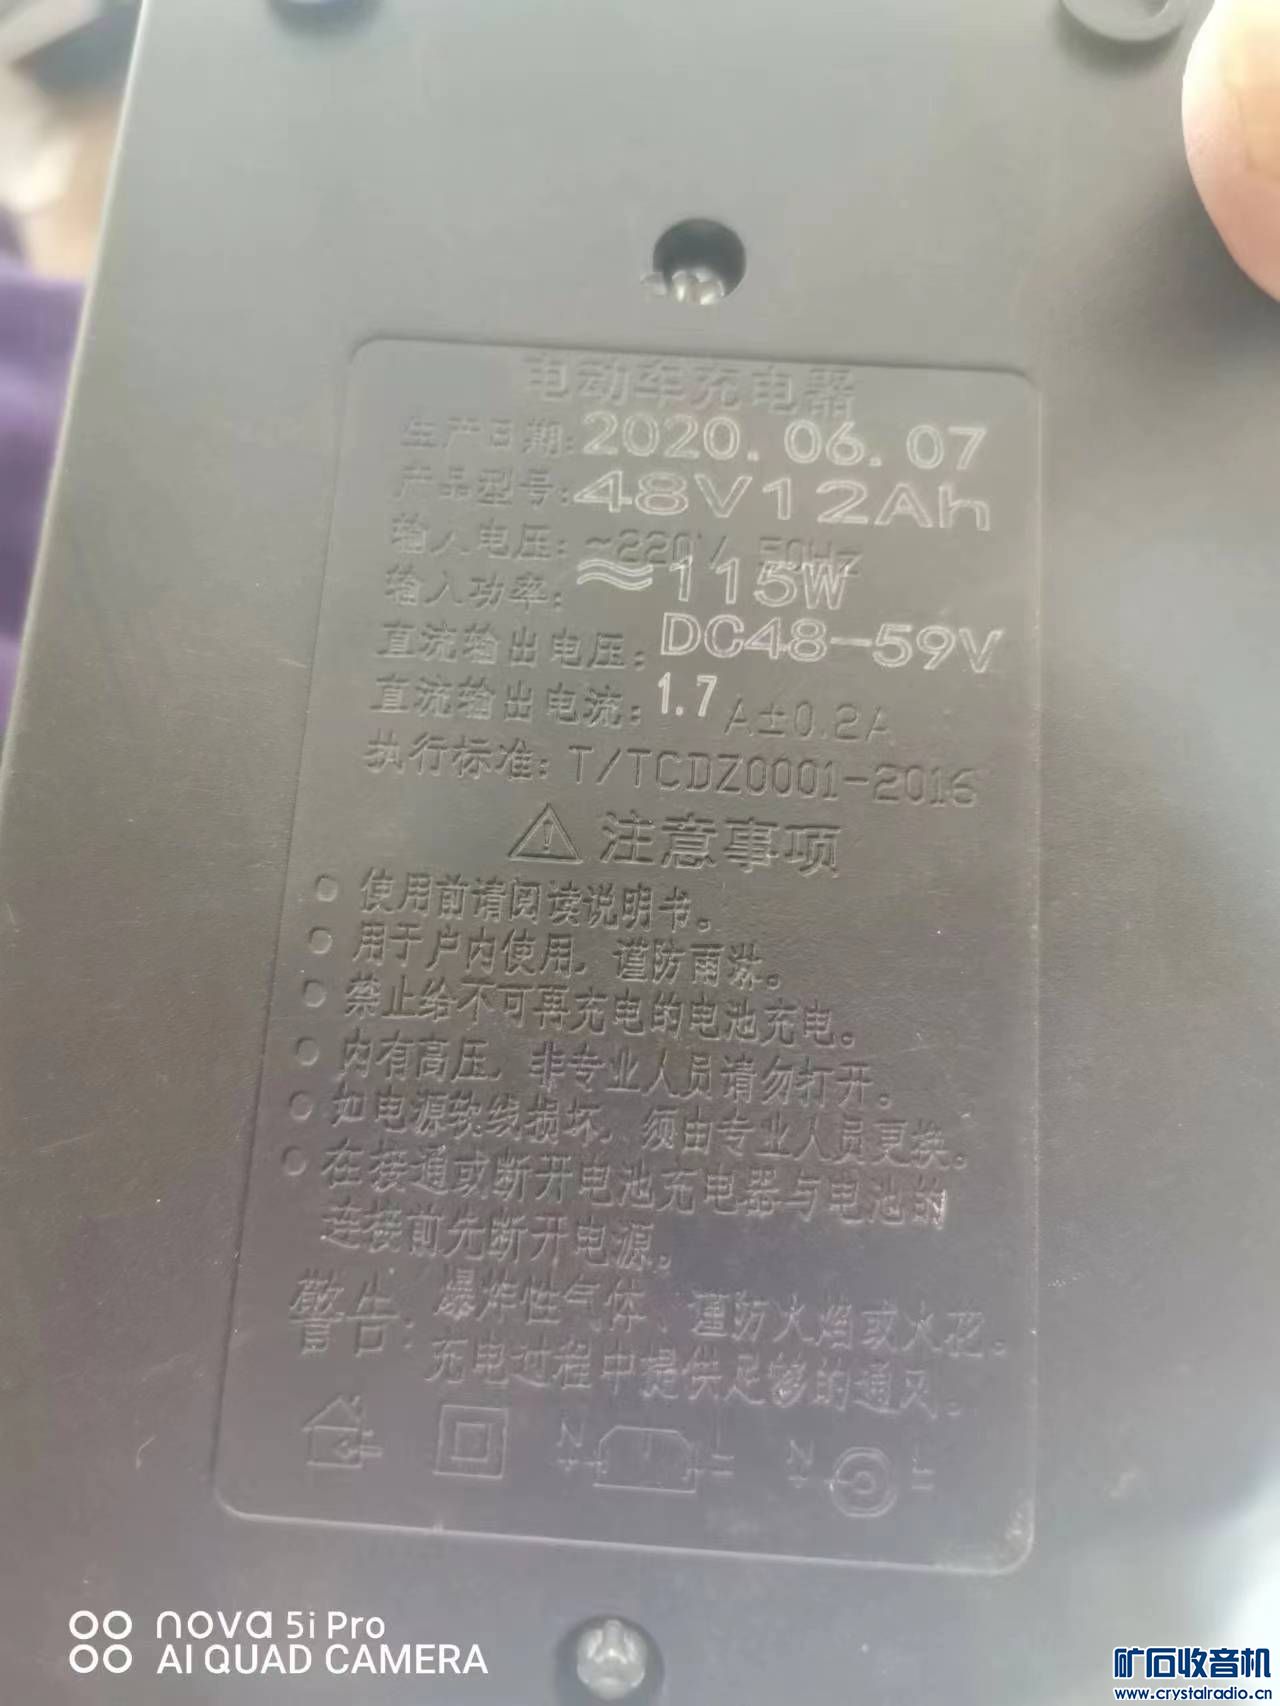 电动车充电器
生产日期: 2020.06.07
产品型号: 48V12Ah
输入电压: ~220V 50Hz
输入功率: ≈115W
直流输出电压: DC48-59V
直流输出电流: 1.7 A±0.2A
执行标准: T/TCDZ0001-2016
注意事项
使用前请阅读说明书。
用于户内使用，谨防雨淋。
禁止给不可再充电的电池充电。
内有高压，非专业人员请勿打开。
如电源软线损坏，须由专业人员更换。
在接通或断开电池充电器与电池的
连接前先断开电源。
警告: 爆炸性气体、谨防火焰或火花。
充电过程中提供足够的通风。
nova 5i Pro
AI QUAD CAMERA
矿石收音机
www.crystalradio.cn